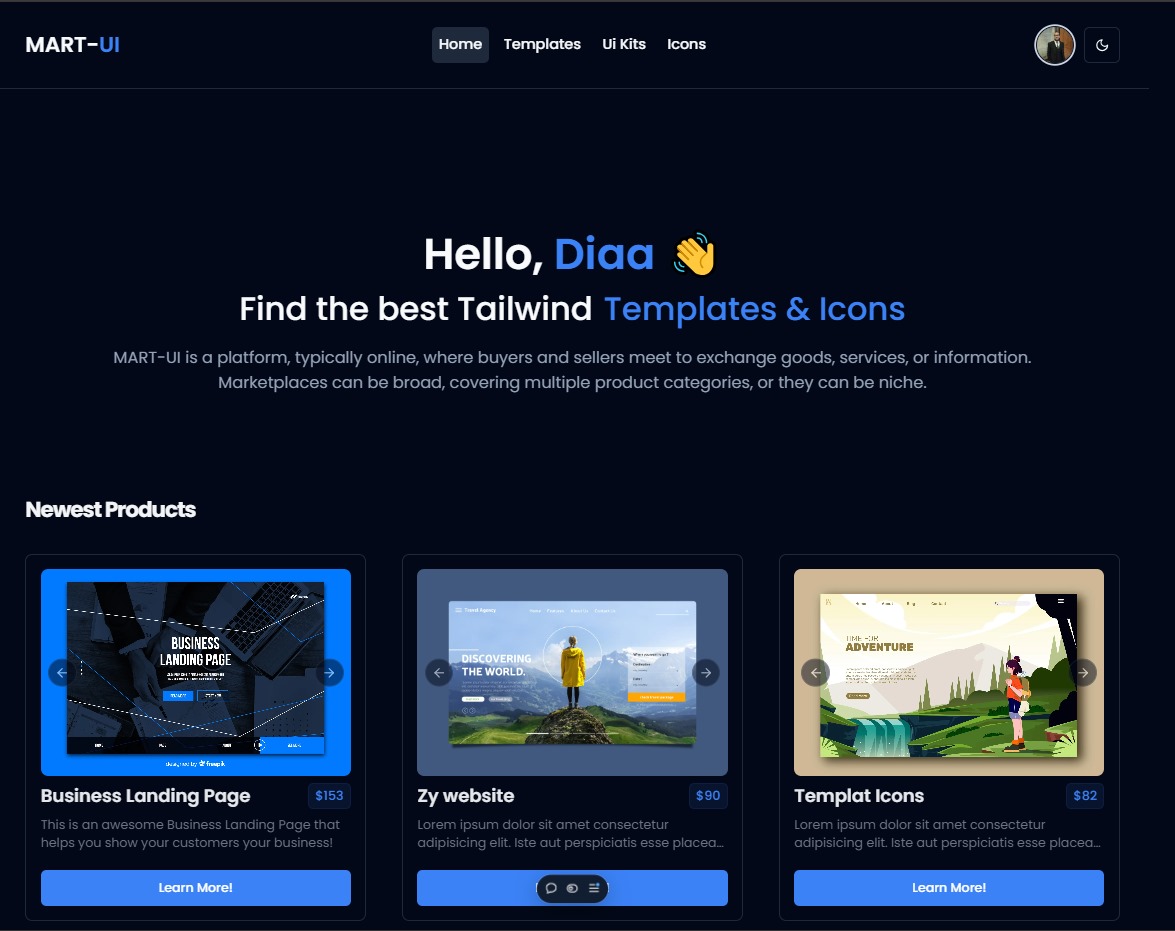 MART-UI
Home Templates Ui Kits Icons
Hello, Diaa 👋
Find the best Tailwind Templates & Icons
MART-UI is a platform, typically online, where buyers and sellers meet to exchange goods, services, or information.
Marketplaces can be broad, covering multiple product categories, or they can be niche.
Newest Products
BUSINESS
LANDING PAGE
designed by freepik
Business Landing Page $153
This is an awesome Business Landing Page that
helps you show your customers your business!
Learn More!
Travel Agency
DISCOVERING
THE WORLD.
Zy website $90
Lorem ipsum dolor sit amet consectetur
adipisicing elit. Iste aut perspiciatis esse placea...
Home About Blog Contact
TIME FOR
ADVENTURE
Templat Icons $82
Lorem ipsum dolor sit amet consectetur
adipisicing elit. Iste aut perspiciatis esse placea...
Learn More!